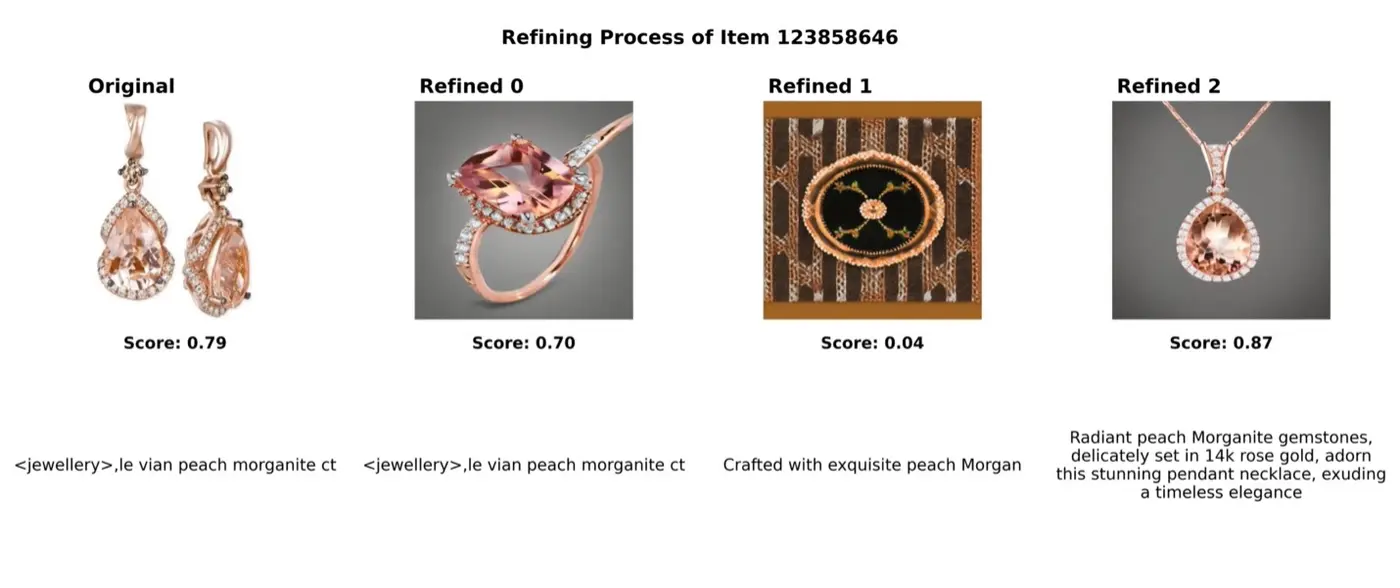 Refining Process of Item 123858646
Original
Refined 0
Refined 1
Refined 2
Score: 0.79
Score: 0.70
Score: 0.04
Score: 0.87
<jewellery>,le vian peach morganite ct
<jewellery>,le vian peach morganite ct
Crafted with exquisite peach Morgan
Radiant peach Morganite gemstones,
delicately set in 14k rose gold, adorn
this stunning pendant necklace, exuding
a timeless elegance